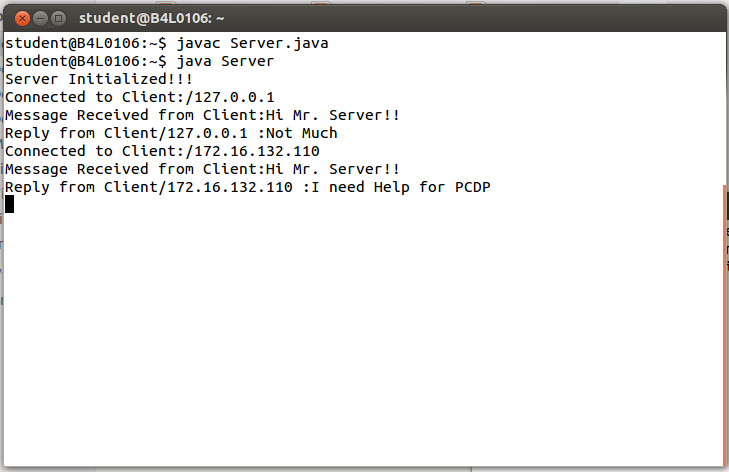 student@B4L0106: ~
student@B4L0106:~$ javac Server.java
student@B4L0106:~$ java Server
Server Initialized!!!
Connected to Client:/127.0.0.1
Message Received from Client:Hi Mr. Server!!
Reply from Client/127.0.0.1 :Not Much
Connected to Client:/172.16.132.110
Message Received from Client:Hi Mr. Server!!
Reply from Client/172.16.132.110 :I need Help for PCDP